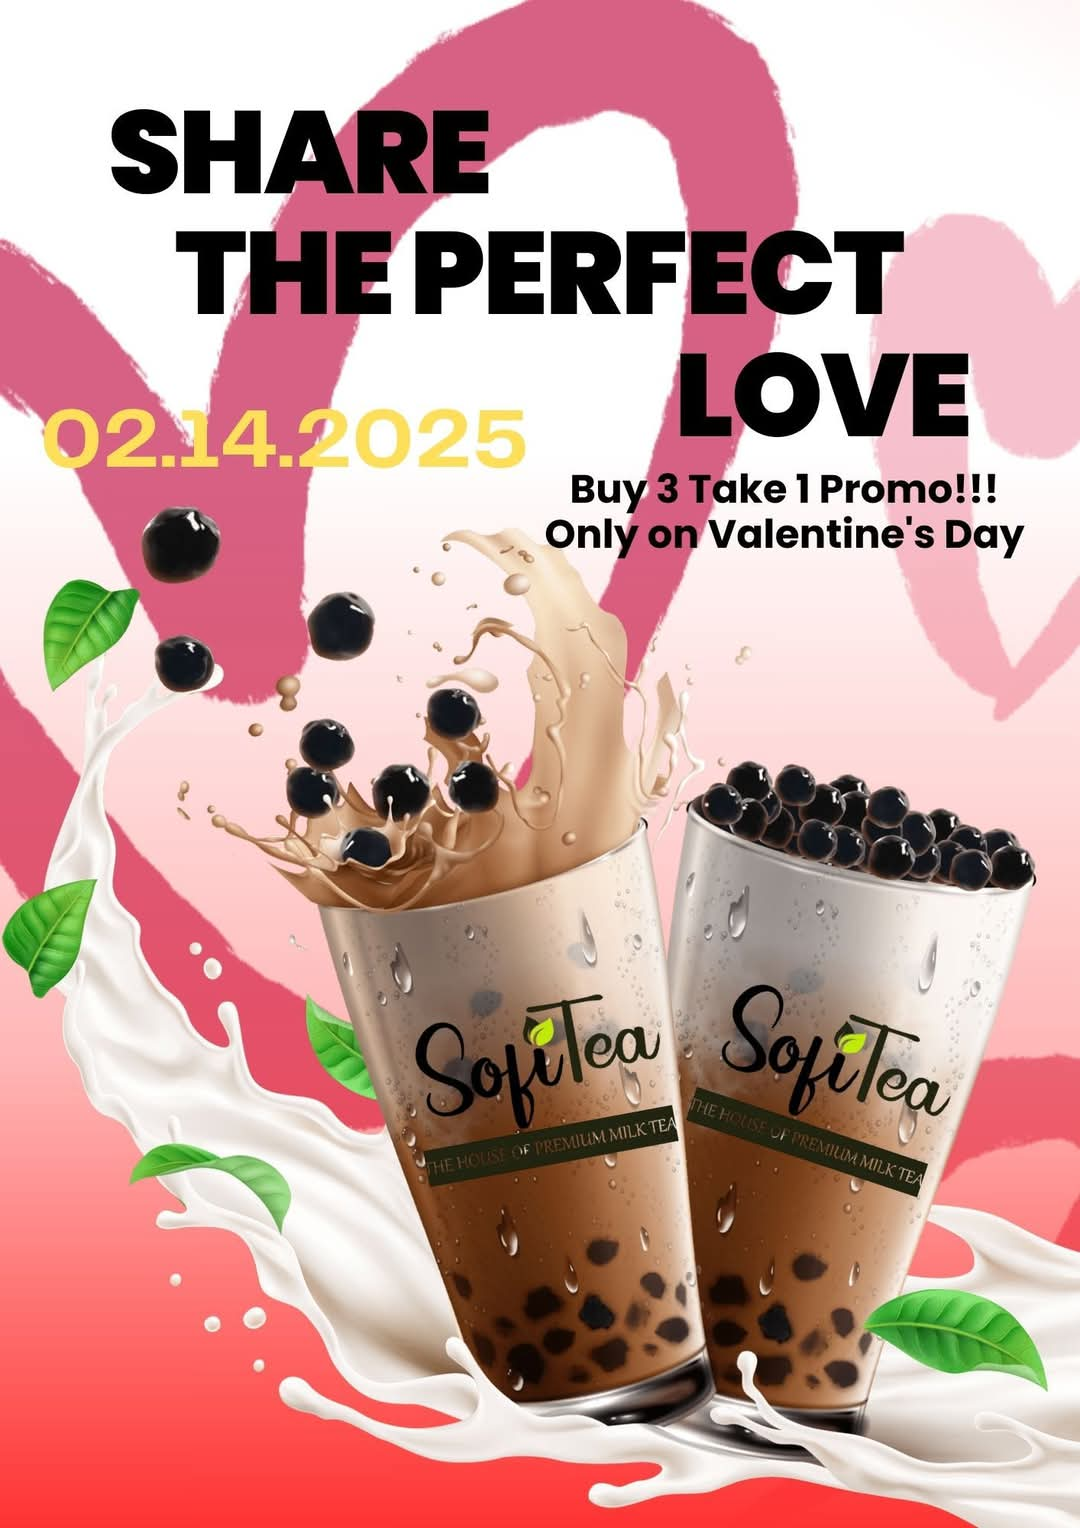 SHARE
THE PERFECT
LOVE
02.14.2025
Buy 3 Take 1 Promo!!!
Only on Valentine's Day
SofiTea
THE HOUSE OF PREMIUM MILK TEA
SofiTea
THE HOUSE OF PREMIUM MILK TEA